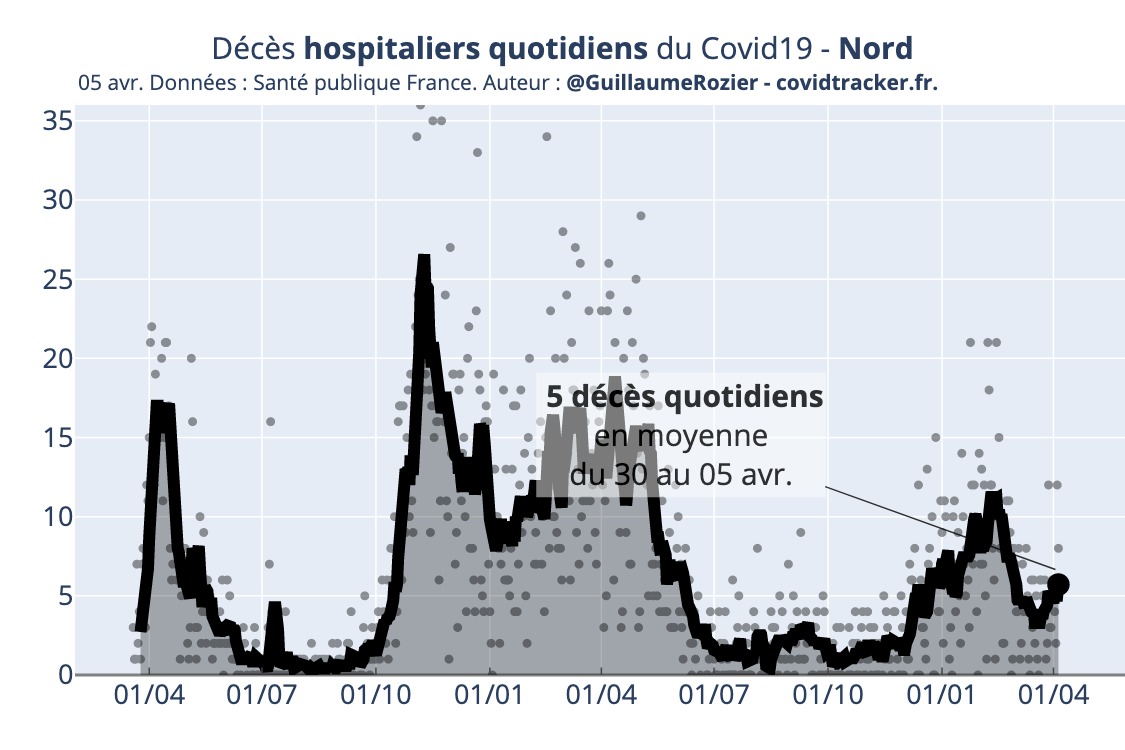 Décès hospitaliers quotidiens du Covid19 - Nord
05 avr. Données : Santé publique France. Auteur : @GuillaumeRozier - covidtracker.fr.
35
30
25
20
15
10
5
0
5 décès quotidiens
en moyenne
du 30 au 05 avr.
01/04 01/07 01/10 01/01 01/04 01/07 01/10 01/01 01/04